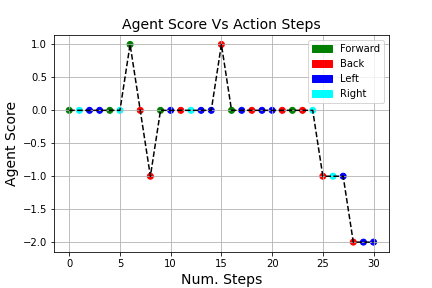 Agent Score Vs Action Steps
1.0
0.5
0.0
−0.5
−1.0
−1.5
−2.0
Agent Score
Forward
Back
Left
Right
0 5 10 15 20 25 30
Num. Steps